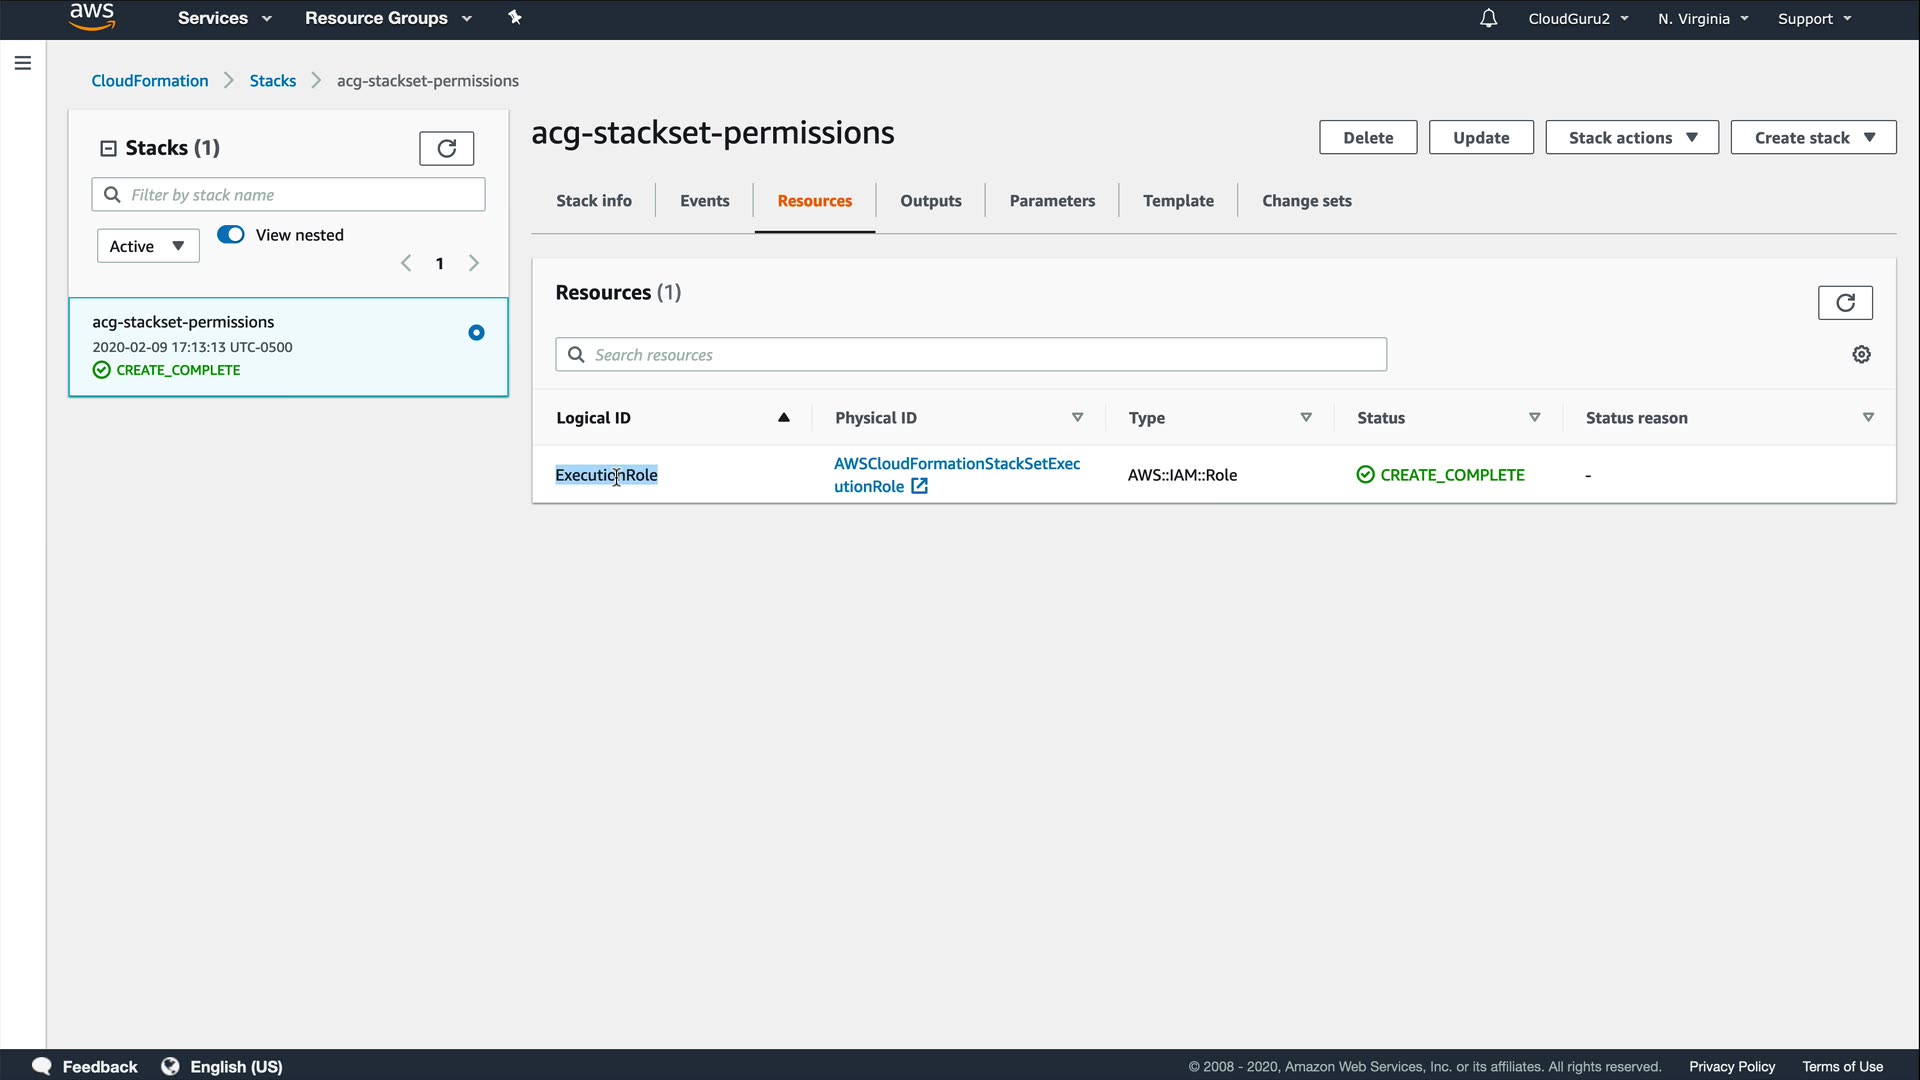 aws
Services
Resource Groups
CloudGuru2
N. Virginia
Support
CloudFormation
Stacks
acg-stackset-permissions
Stacks (1)
Filter by stack name
Active
View nested
1
acg-stackset-permissions
2020-02-09 17:13:13 UTC-0500
CREATE_COMPLETE
acg-stackset-permissions
Delete
Update
Stack actions
Create stack
Stack info
Events
Resources
Outputs
Parameters
Template
Change sets
Resources (1)
Search resources
Logical ID
Physical ID
Type
Status
Status reason
ExecutionRole
AWSCloudFormationStackSetExec
utionRole
AWS::IAM::Role
CREATE_COMPLETE
-
Feedback
English (US)
© 2008 - 2020, Amazon Web Services, Inc. or its affiliates. All rights reserved.
Privacy Policy
Terms of Use